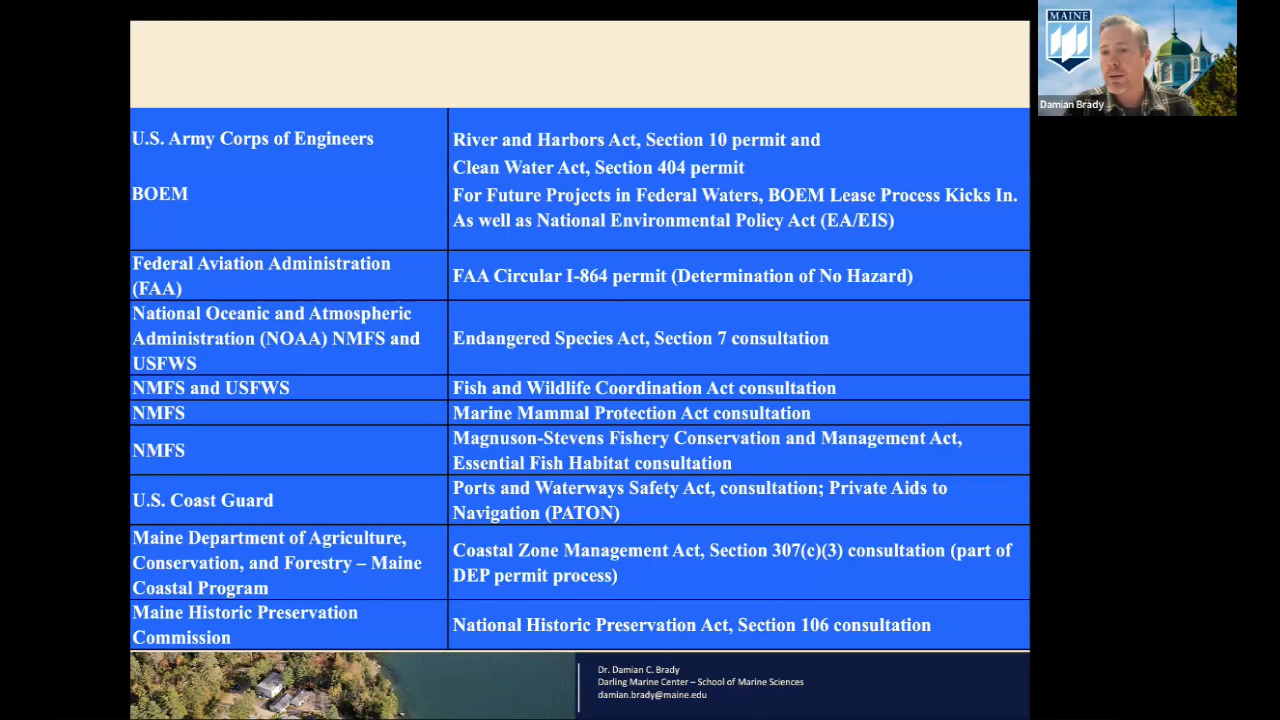 MAINE
Damian Brady
U.S. Army Corps of Engineers
River and Harbors Act, Section 10 permit and
Clean Water Act, Section 404 permit
BOEM
For Future Projects in Federal Waters, BOEM Lease Process Kicks In.
As well as National Environmental Policy Act (EA/EIS)
Federal Aviation Administration
(FAA)
FAA Circular I-864 permit (Determination of No Hazard)
National Oceanic and Atmospheric
Administration (NOAA) NMFS and
USFWS
Endangered Species Act, Section 7 consultation
NMFS and USFWS
Fish and Wildlife Coordination Act consultation
NMFS
Marine Mammal Protection Act consultation
NMFS
Magnuson-Stevens Fishery Conservation and Management Act,
Essential Fish Habitat consultation
U.S. Coast Guard
Ports and Waterways Safety Act, consultation; Private Aids to
Navigation (PATON)
Maine Department of Agriculture,
Conservation, and Forestry – Maine
Coastal Program
Coastal Zone Management Act, Section 307(c)(3) consultation (part of
DEP permit process)
Maine Historic Preservation
Commission
National Historic Preservation Act, Section 106 consultation
Dr. Damian C. Brady
Darling Marine Center – School of Marine Sciences
damian.brady@maine.edu